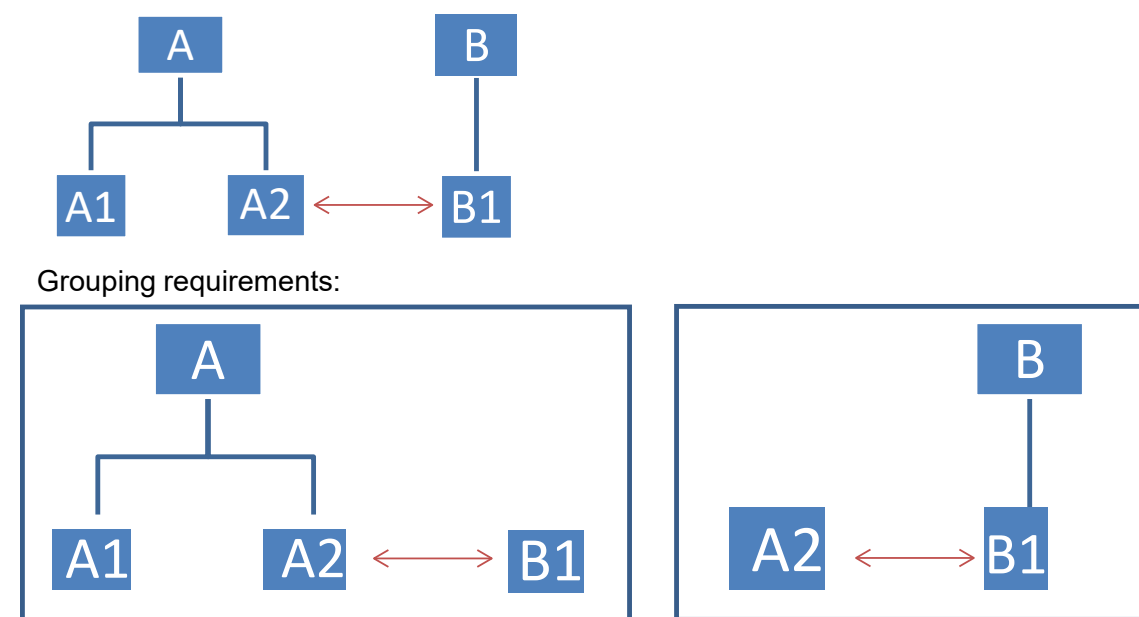 A B
A1 A2 B1
Grouping requirements:
A B
A1 A2 B1 A2 B1